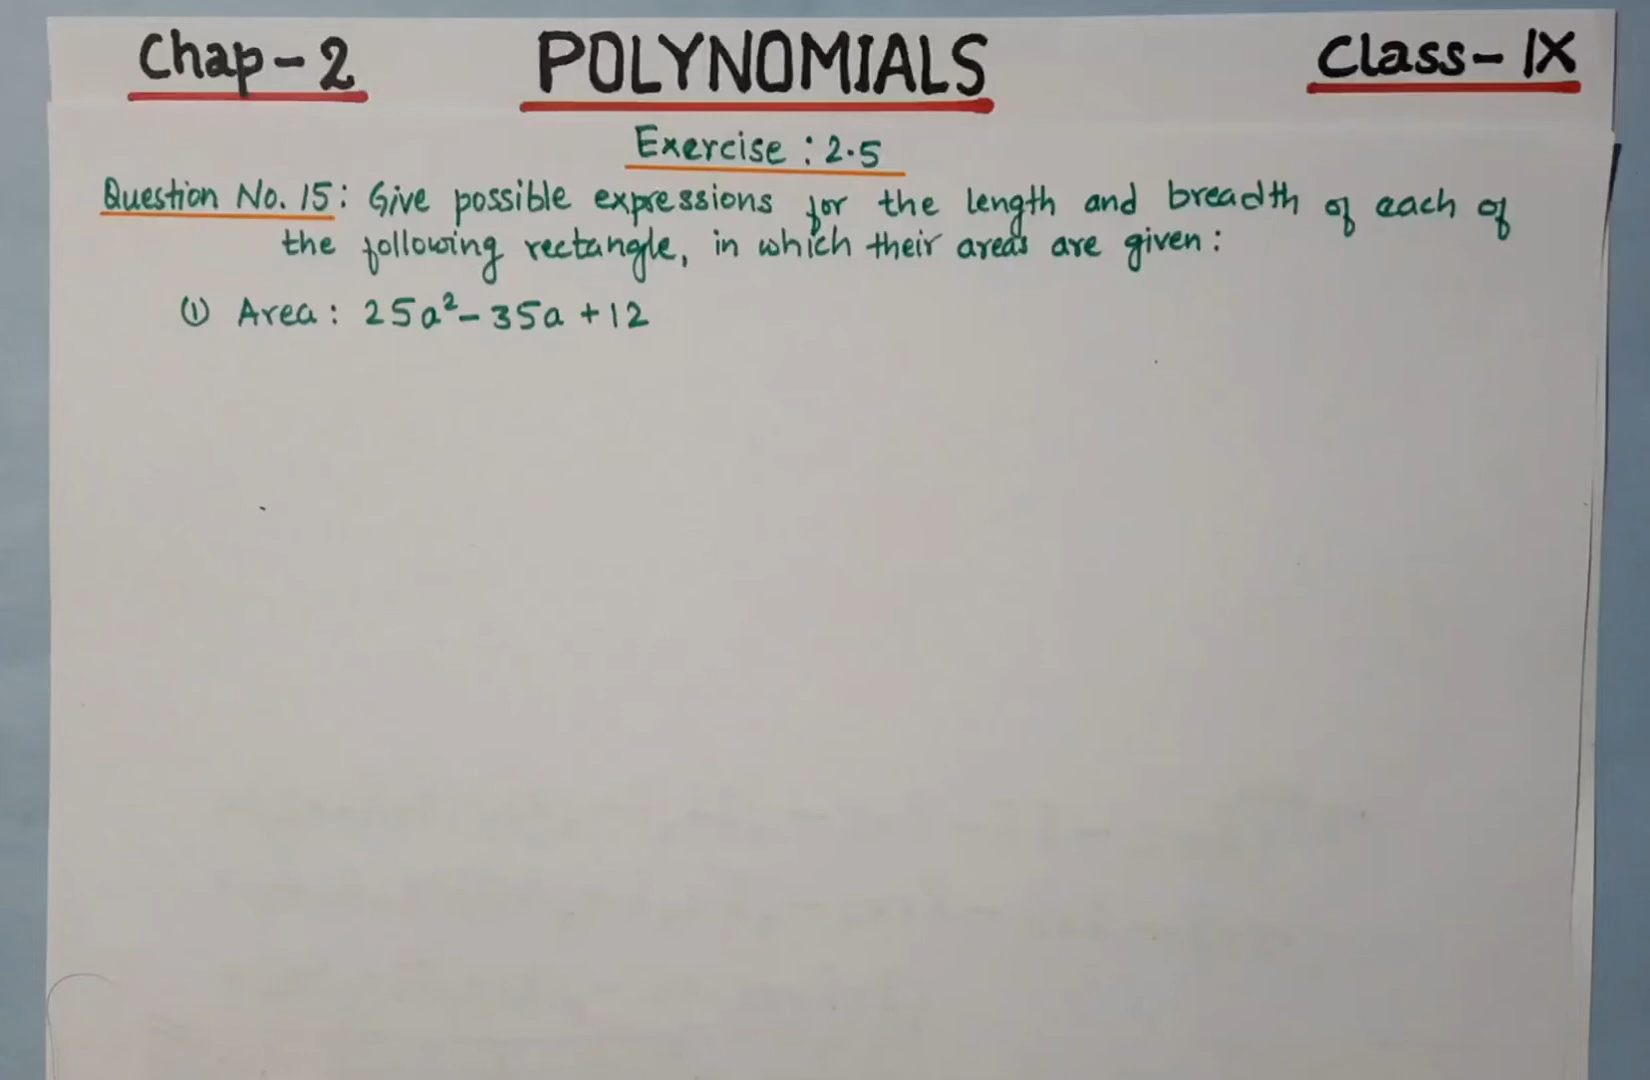 Chap-2 POLYNOMIALS Class-IX
Exercise : 2.5
Question No. 15: Give possible expressions for the length and breadth of each of
the following rectangle, in which their areas are given:
(1) Area: 25a²-35a+12